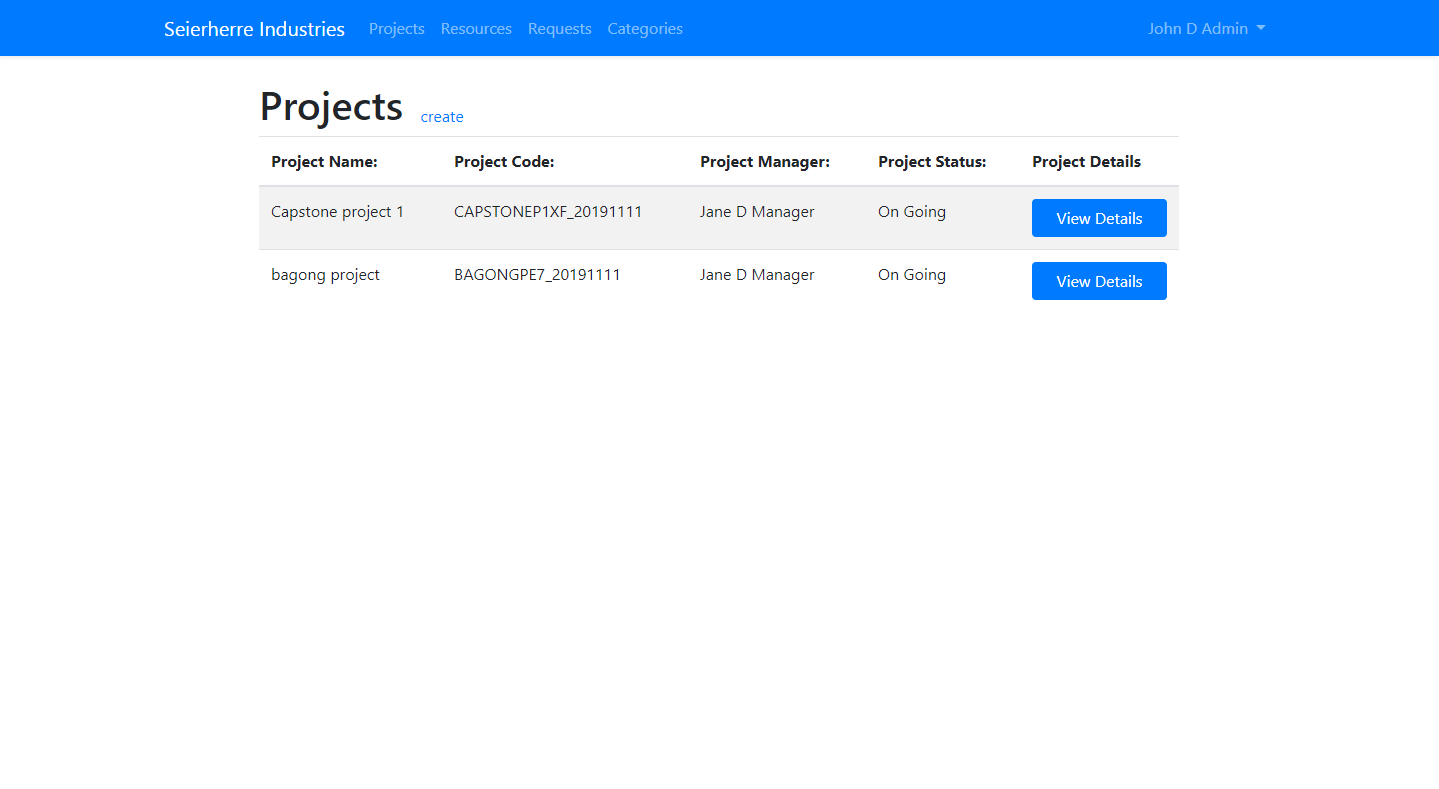 Seierherre Industries Projects Resources Requests Categories John D Admin
Projects create
Project Name: Project Code: Project Manager: Project Status: Project Details
Capstone project 1 CAPSTONEP1XF_20191111 Jane D Manager On Going View Details
bagong project BAGONGPE7_20191111 Jane D Manager On Going View Details